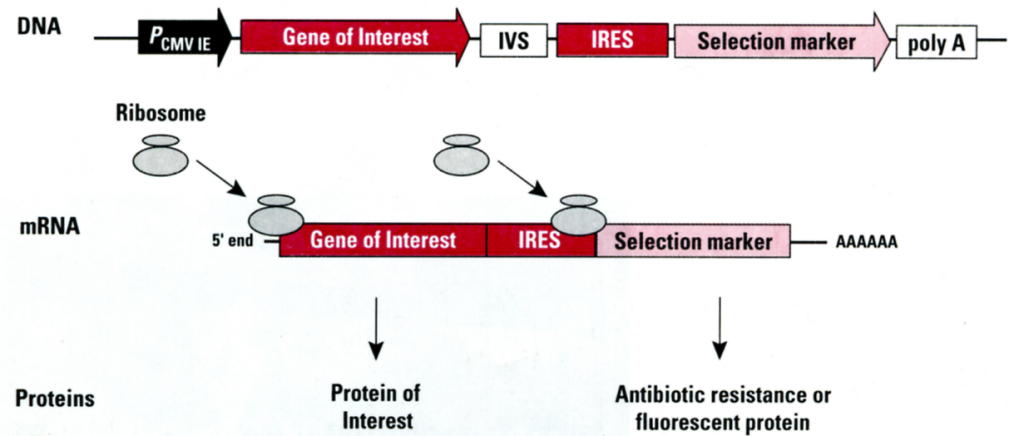 DNA
PCMV IE Gene of Interest IVS IRES Selection marker poly A
Ribosome
mRNA
5' end Gene of Interest IRES Selection marker AAAAAA
Proteins
Protein of
Interest
Antibiotic resistance or
fluorescent protein